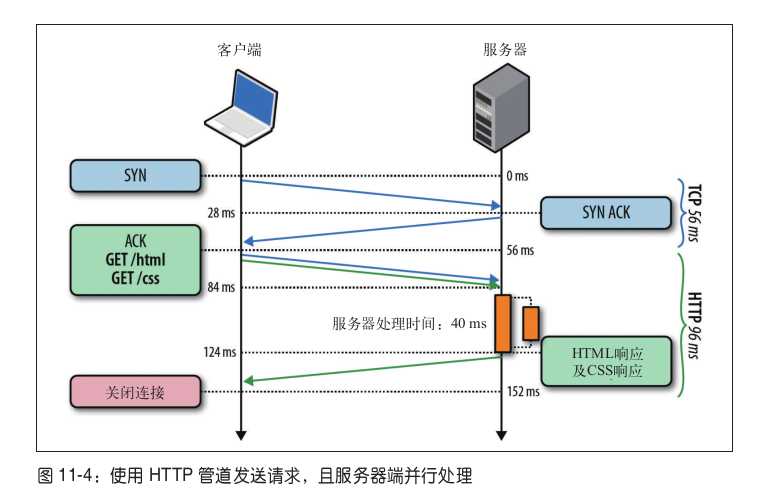 客户端
服务器
SYN
0 ms
28 ms
SYN ACK
TCP 56 ms
ACK
GET /html
GET /css
56 ms
84 ms
服务器处理时间：40 ms
HTTP 96 ms
124 ms
HTML响应
及CSS响应
关闭连接
152 ms
图 11-4：使用 HTTP 管道发送请求，且服务器端并行处理